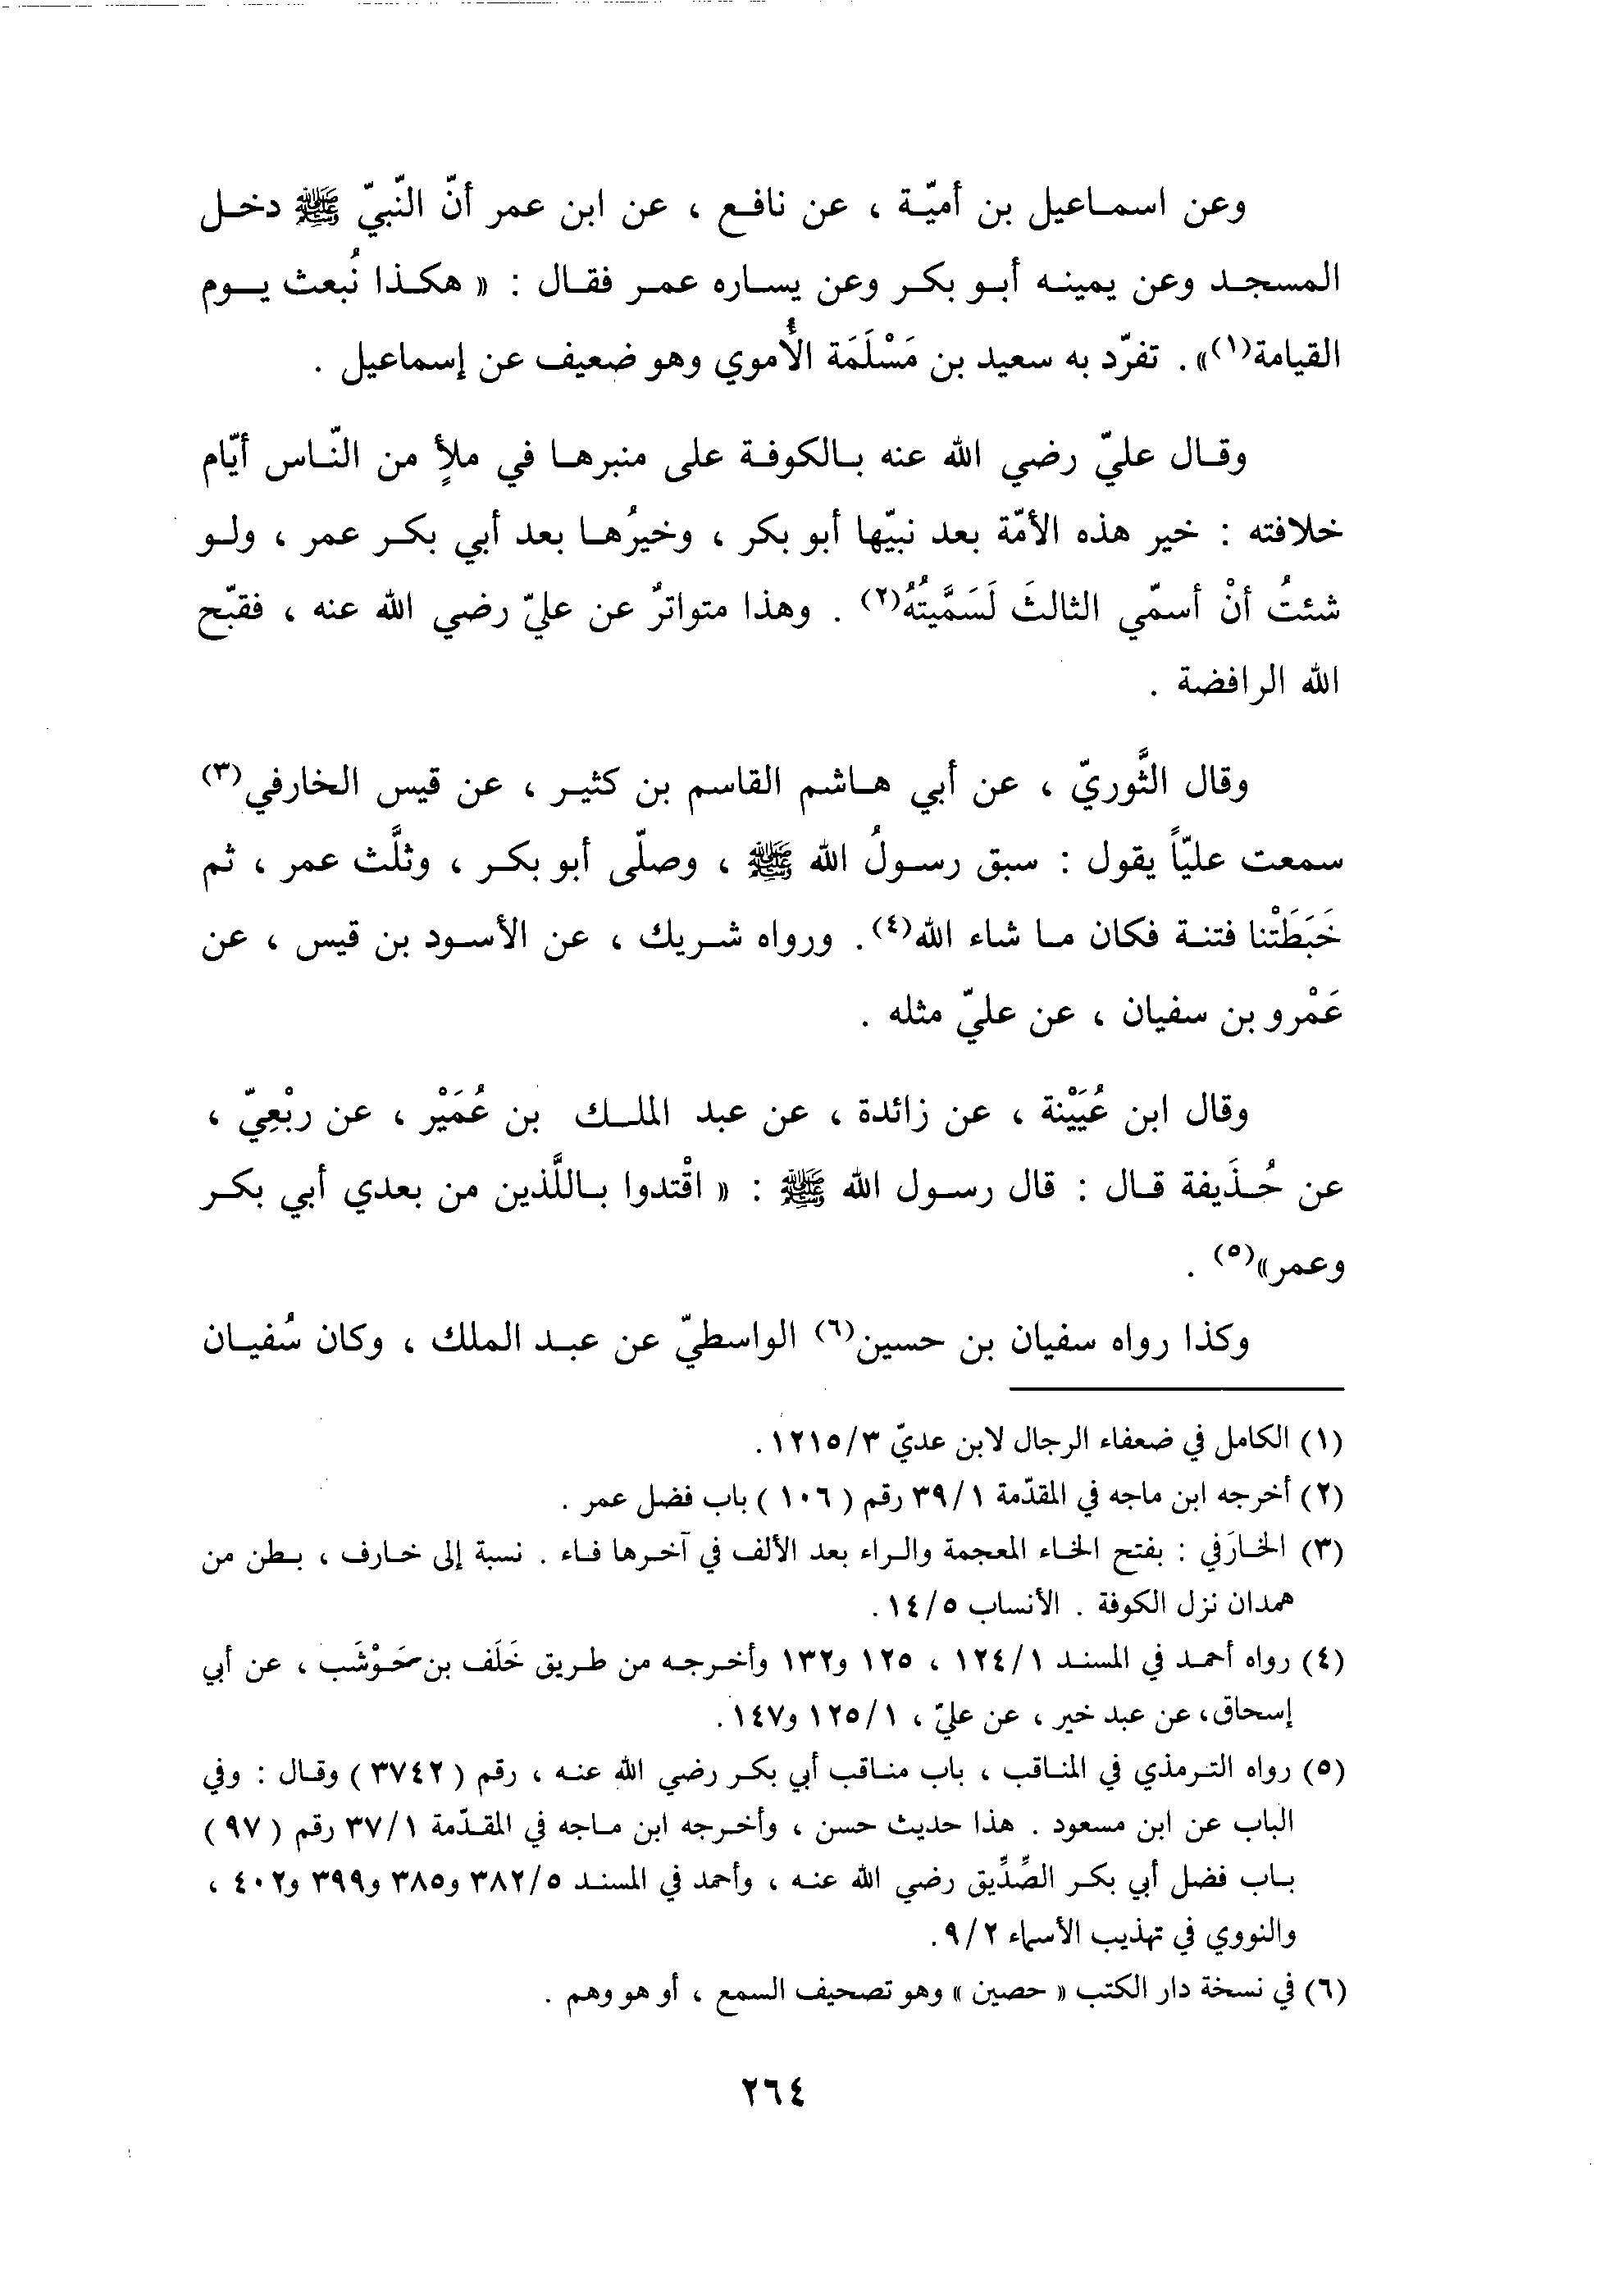 وعن اسماعيل بن أميّة ، عن نافع ، عن ابن عمر أنّ النّبيّ ﷺ دخل
المسجد وعن يمينه أبو بكر وعن يساره عمر فقال : « هكذا نُبعث يوم
القيامة(١)» . تفرّد به سعيد بن مَسْلَمَة الأُموي وهو ضعيف عن إسماعيل .
وقال عليّ رضي الله عنه بالكوفة على منبرها في ملأٍ من النّاس أيّام
خلافته : خير هذه الأمّة بعد نبيّها أبو بكر ، وخيرُها بعد أبي بكر عمر ، ولو
شئتُ أنْ أسمّي الثالثَ لَسَمَّيتُهُ(٢) . وهذا متواترٌ عن عليّ رضي الله عنه ، فقبّح
الله الرافضة .
وقال الثَّوريّ ، عن أبي هاشم القاسم بن كثير ، عن قيس الخارفي(٣)
سمعت عليّاً يقول : سبق رسولُ الله ﷺ ، وصلّى أبو بكر ، وثلَّث عمر ، ثم
خَبَطَتْنا فتنة فكان ما شاء الله(٤). ورواه شريك ، عن الأسود بن قيس ، عن
عَمْرو بن سفيان ، عن عليّ مثله .
وقال ابن عُيَيْنة ، عن زائدة ، عن عبد الملك بن عُمَيْر ، عن ربْعِيّ ،
عن حُذَيفة قال : قال رسول الله ﷺ : « اقْتدوا باللَّذين من بعدي أبي بكر
وعمر»(٥) .
وكذا رواه سفيان بن حسين(٦) الواسطيّ عن عبد الملك ، وكان سُفيان
(١) الكامل في ضعفاء الرجال لابن عديّ ١٢١٥/٣.
(٢) أخرجه ابن ماجه في المقدّمة ٣٩/١ رقم (١٠٦) باب فضل عمر .
(٣) الخارَفي : بفتح الخاء المعجمة والراء بعد الألف في آخرها فاء . نسبة إلى خارف ، بطن من
همدان نزل الكوفة . الأنساب ١٤/٥.
(٤) رواه أحمد في المسند ١٢٤/١ ، ١٢٥ و١٣٢ وأخرجه من طريق خَلَف بن حَوْشَب ، عن أبي
إسحاق، عن عبد خير ، عن عليّ ، ١٢٥/١ و١٤٧.
(٥) رواه الترمذي في المناقب ، باب مناقب أبي بكر رضي الله عنه ، رقم (٣٧٤٢) وقال : وفي
الباب عن ابن مسعود . هذا حديث حسن ، وأخرجه ابن ماجه في المقدّمة ٣٧/١ رقم (٩٧)
باب فضل أبي بكر الصِّدِّيق رضي الله عنه ، وأحمد في المسند ٣٨٢/٥ و٣٨٥ و٣٩٩ و٤٠٢ ،
والنووي في تهذيب الأسماء ٩/٢.
(٦) في نسخة دار الكتب « حصين » وهو تصحيف السمع ، أو هو وهم .
٢٦٤